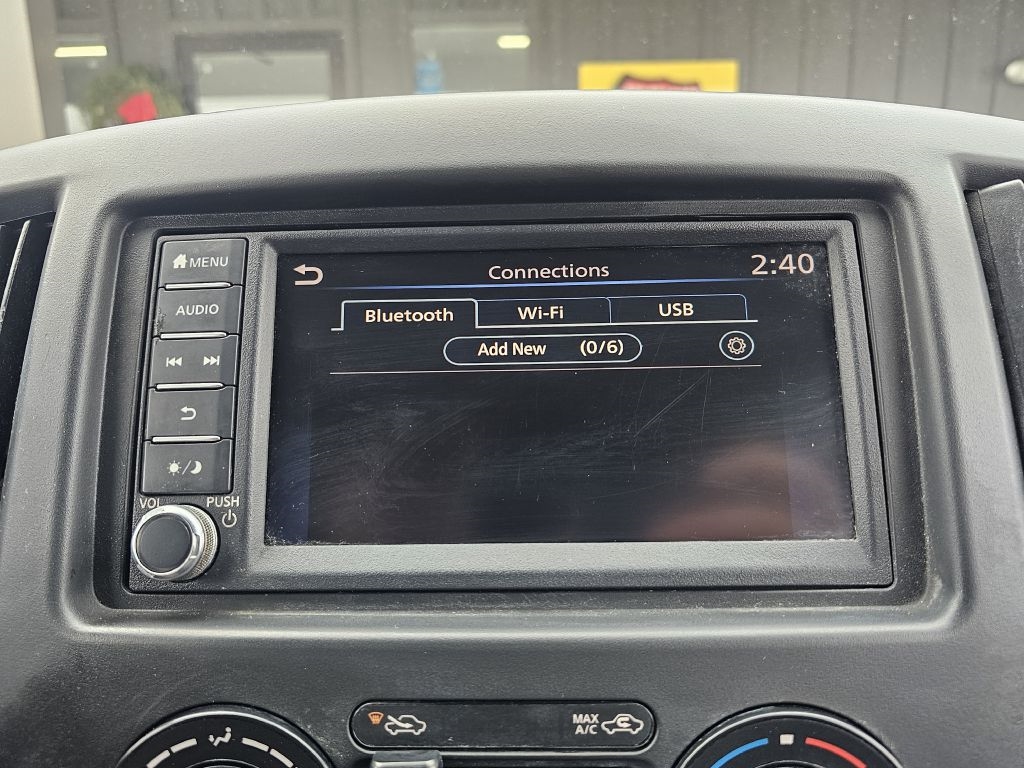 MENU
AUDIO
VOL
PUSH
Connections
2:40
Bluetooth
Wi-Fi
USB
Add New (0/6)
MAX
A/C